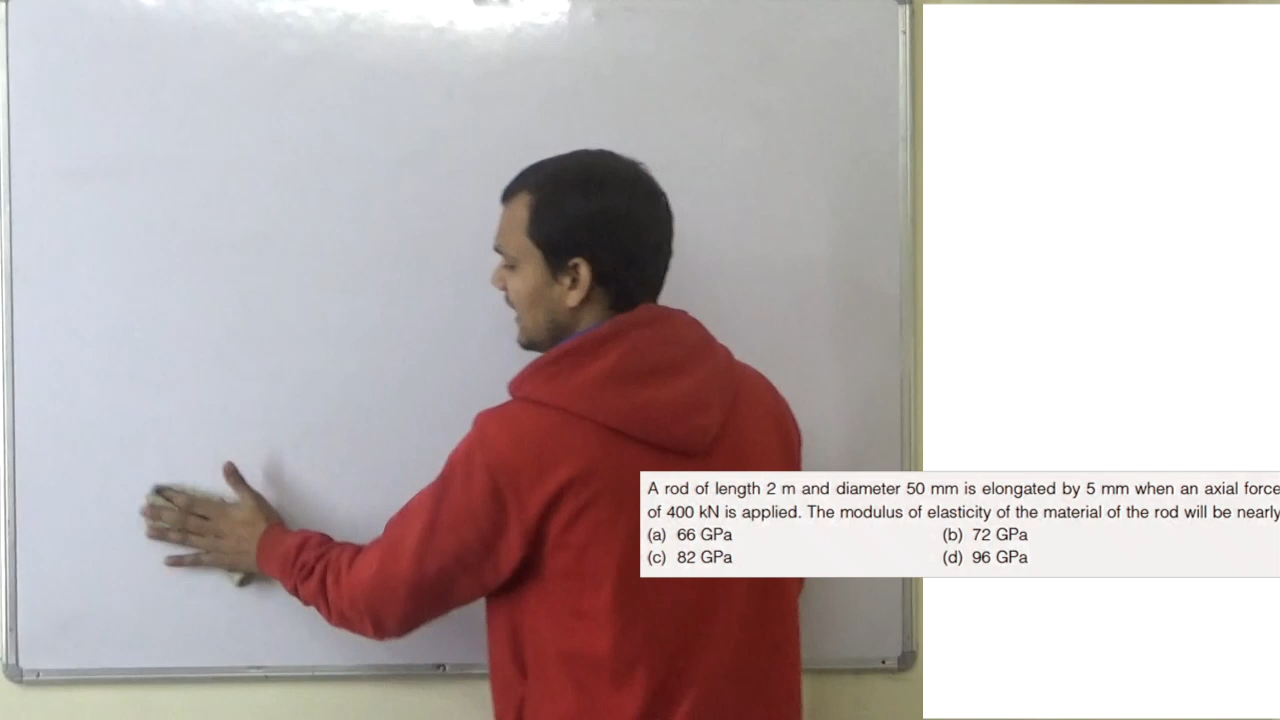 A rod of length 2 m and diameter 50 mm is elongated by 5 mm when an axial force
of 400 kN is applied. The modulus of elasticity of the material of the rod will be nearly
(a) 66 GPa (b) 72 GPa
(c) 82 GPa (d) 96 GPa